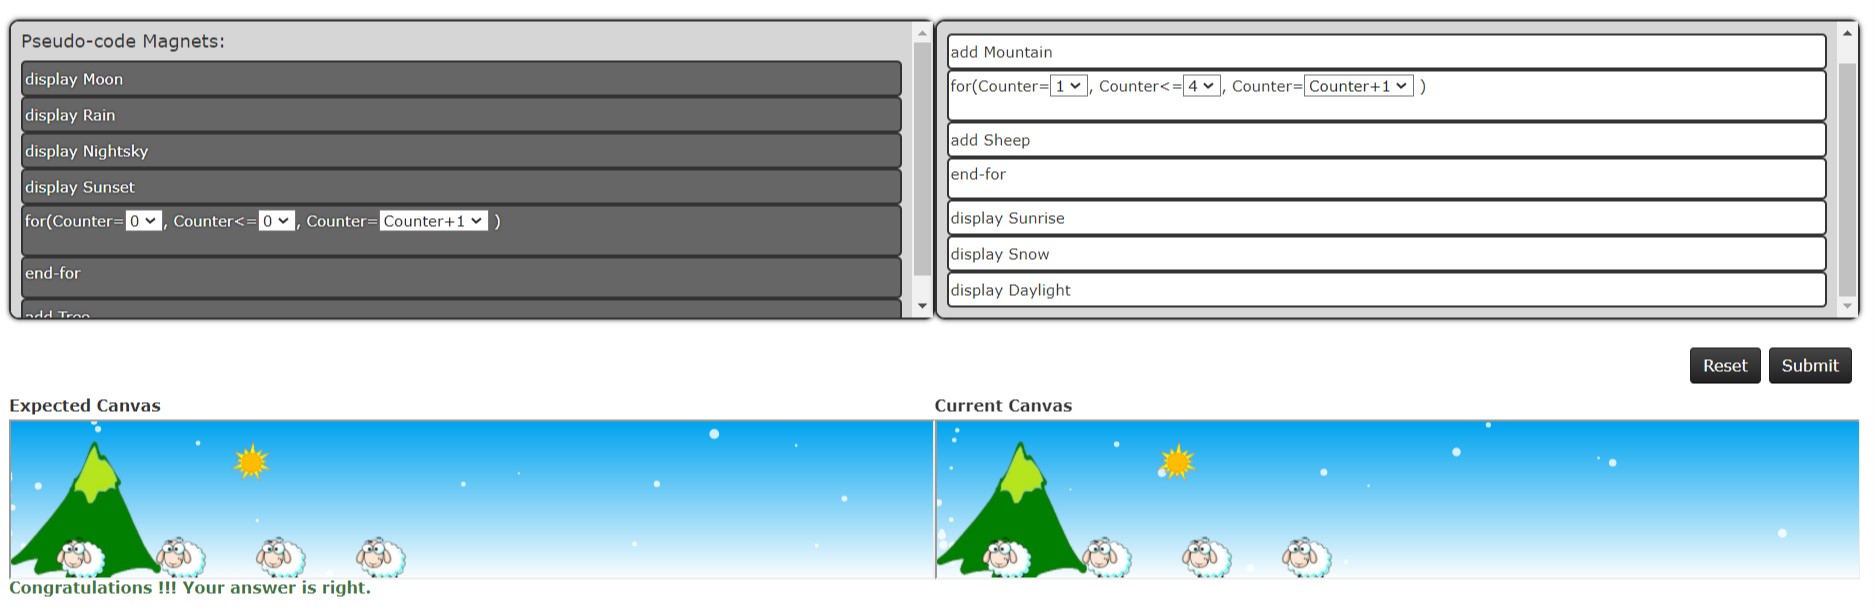 Pseudo-code Magnets:
display Moon
display Rain
display Nightsky
display Sunset
for(Counter= 0 , Counter<= 0 , Counter= Counter+1 )
end-for
add Tree
add Mountain
for(Counter= 1 , Counter<= 4 , Counter= Counter+1 )
add Sheep
end-for
display Sunrise
display Snow
display Daylight
Reset Submit
Expected Canvas
Current Canvas
Congratulations !!! Your answer is right.